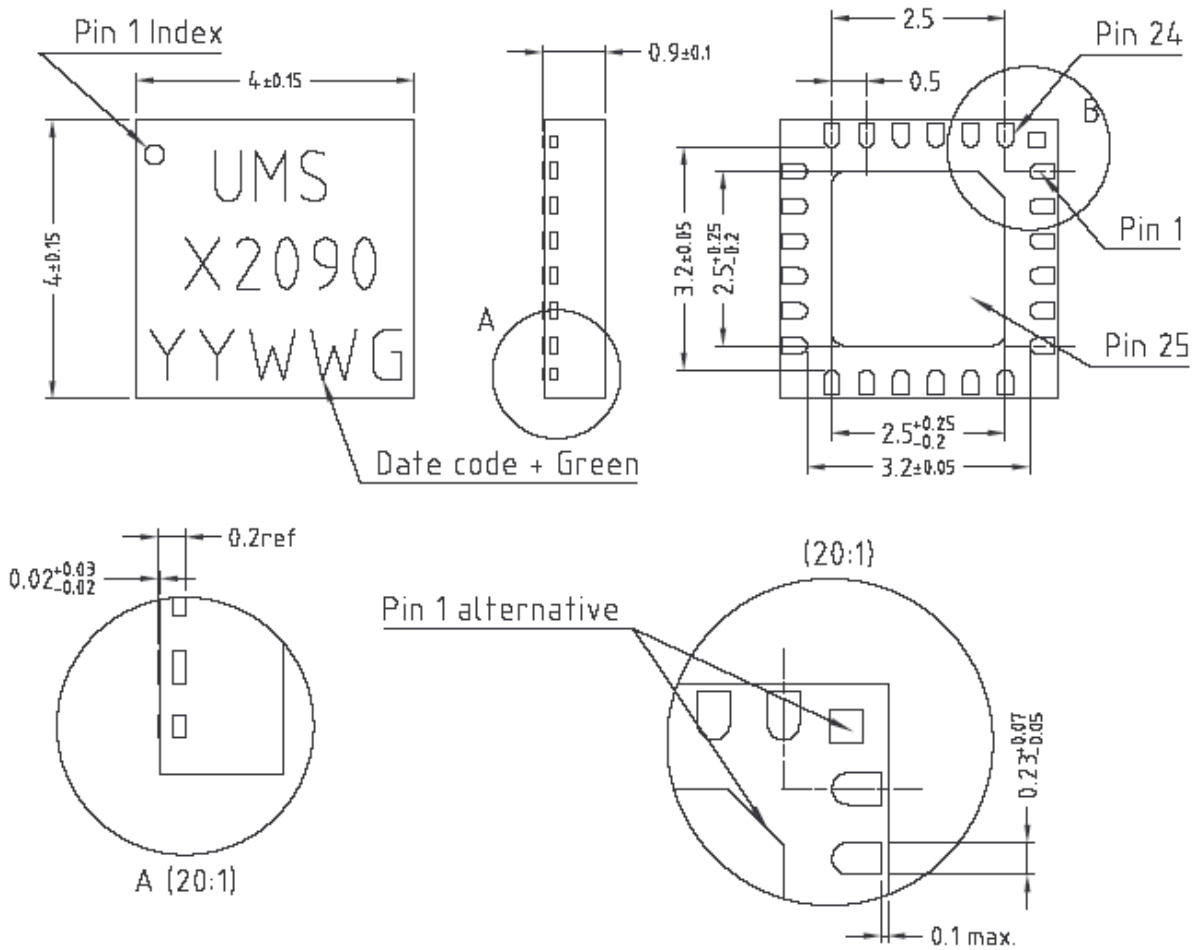 Pin 1 Index
4±0.15
4±0.15
UMS
X2090
YYWWG
Date code + Green
0.9±0.1
A
2.5
0.5
Pin 24
B
Pin 1
Pin 25
3.2±0.05
2.5+0.25
-0.2
2.5+0.25
-0.2
3.2±0.05
0.2ref
0.02+0.03
-0.02
A (20:1)
(20:1)
Pin 1 alternative
0.23+0.07
-0.05
0.1 max.